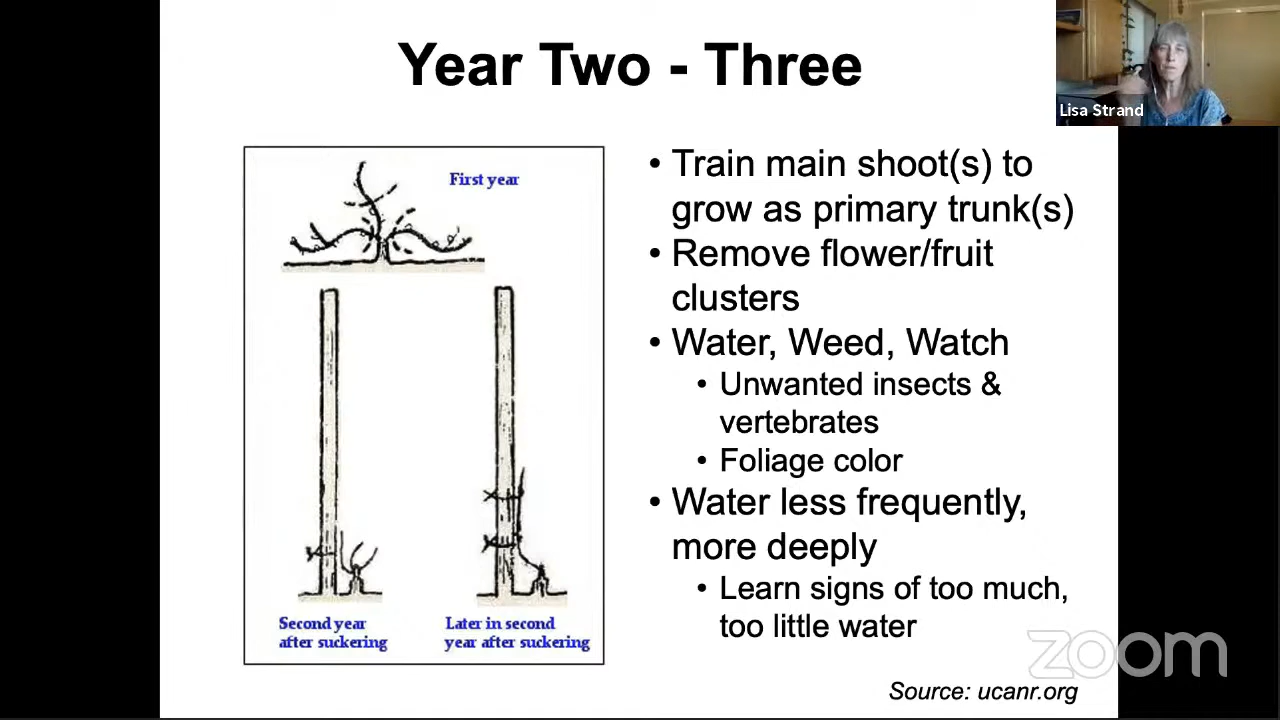 Year Two - Three
Lisa Strand
First year
Second year
after suckering
Later in second
year after suckering
• Train main shoot(s) to
grow as primary trunk(s)
• Remove flower/fruit
clusters
• Water, Weed, Watch
• Unwanted insects &
vertebrates
• Foliage color
• Water less frequently,
more deeply
• Learn signs of too much,
too little water
zoom
Source: ucanr.org